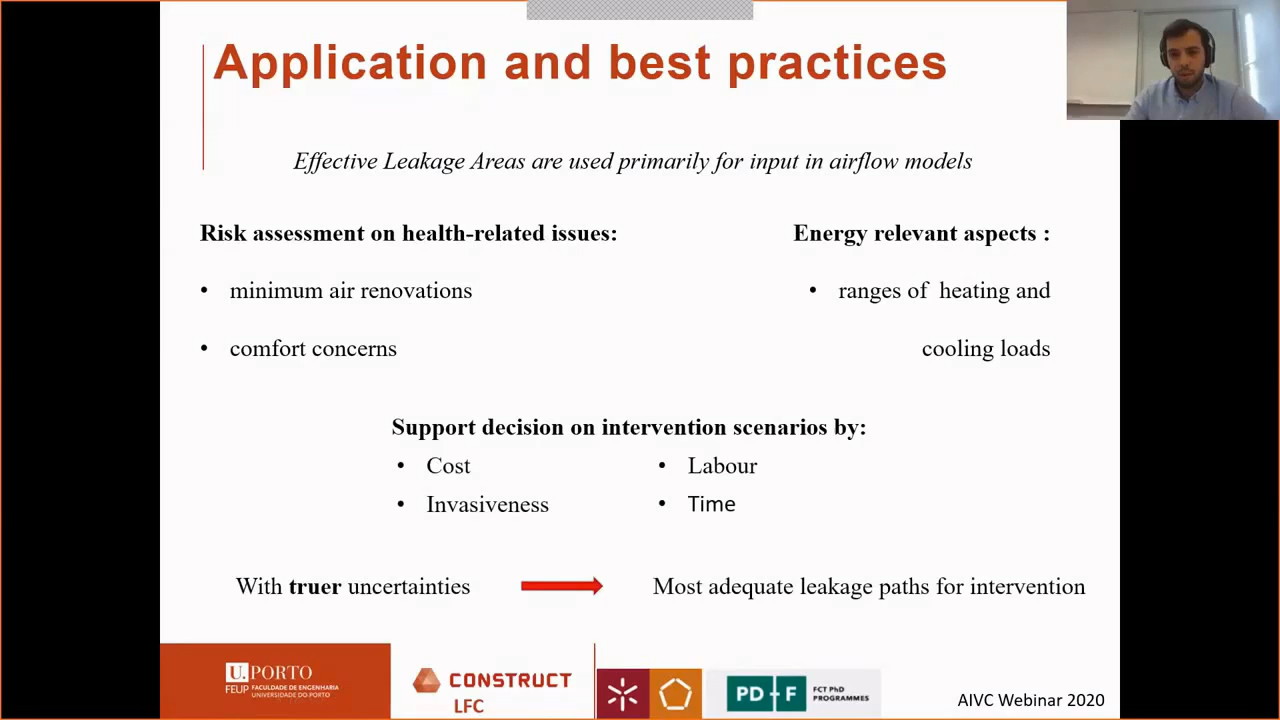 Application and best practices
Effective Leakage Areas are used primarily for input in airflow models
Risk assessment on health-related issues:
• minimum air renovations
• comfort concerns
Energy relevant aspects :
• ranges of heating and
cooling loads
Support decision on intervention scenarios by:
• Cost
• Labour
• Invasiveness
• Time
With truer uncertainties
Most adequate leakage paths for intervention
U.PORTO
FEUP FACULDADE DE ENGENHARIA
UNIVERSIDADE DO PORTO
CONSTRUCT
LFC
PD+F
FCT PhD
PROGRAMMES
AIVC Webinar 2020